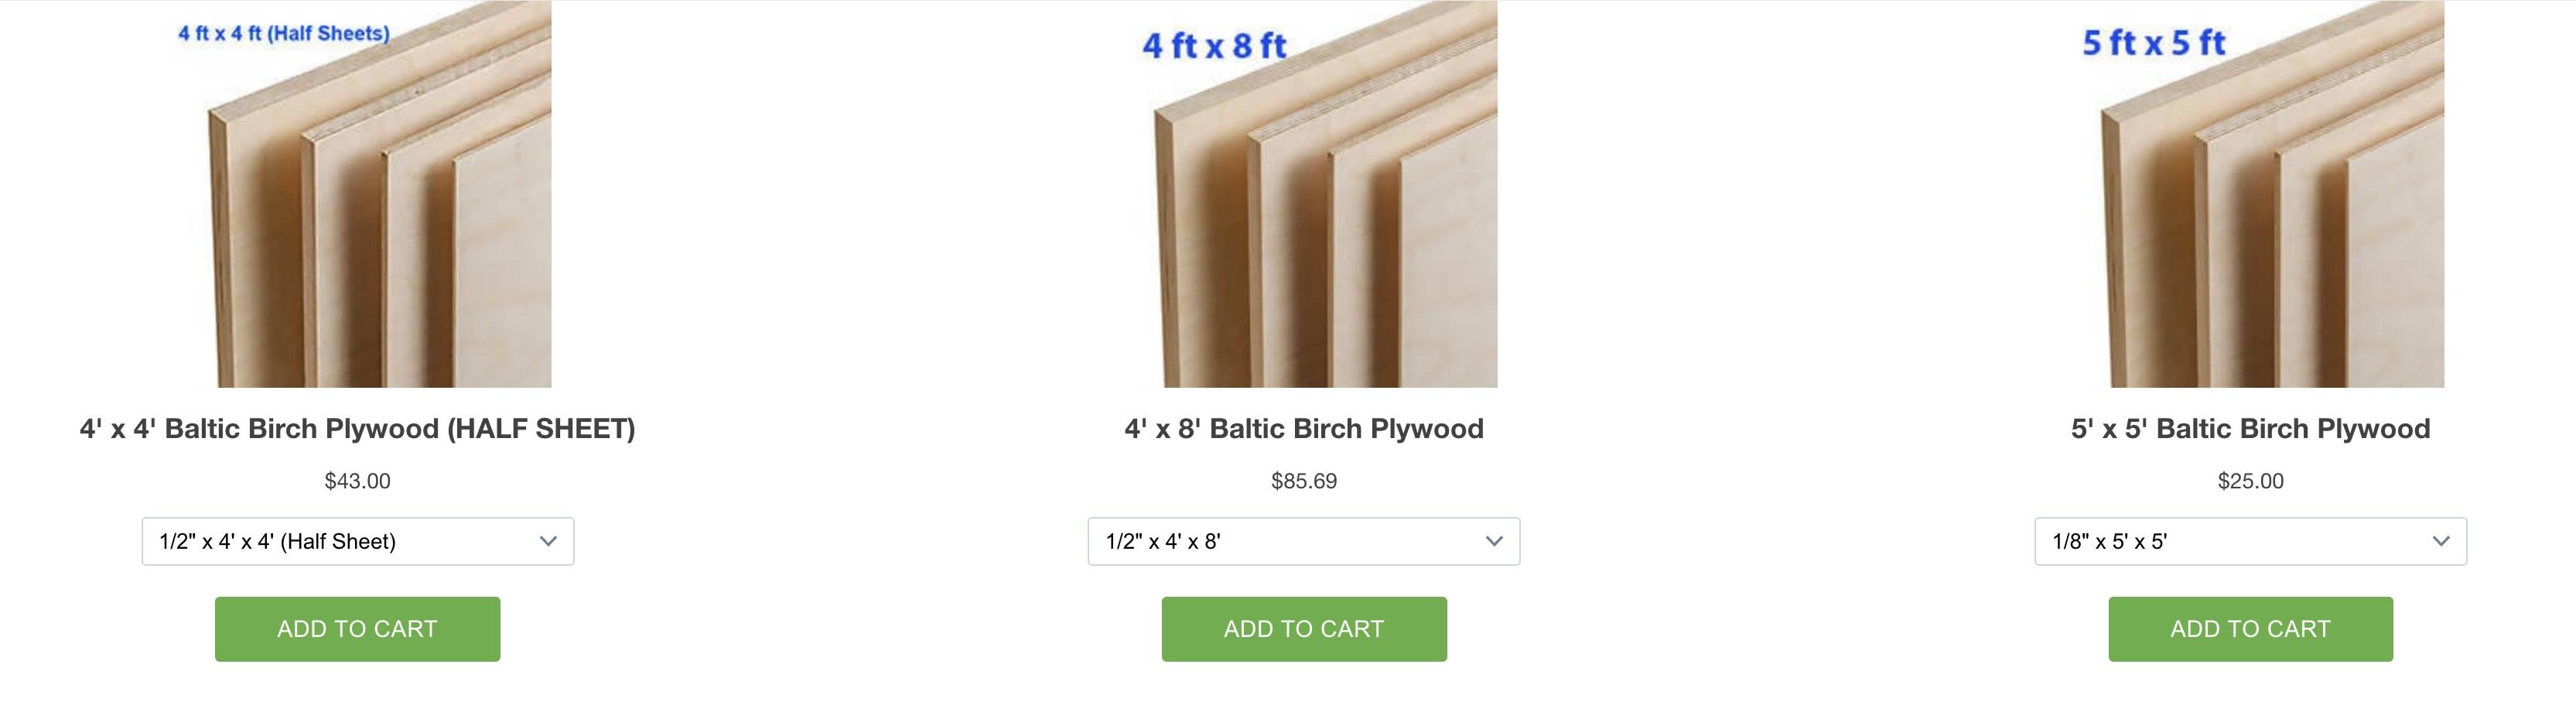 4 ft x 4 ft (Half Sheets)
4' x 4' Baltic Birch Plywood (HALF SHEET)
$43.00
1/2" x 4' x 4' (Half Sheet)
ADD TO CART
4 ft x 8 ft
4' x 8' Baltic Birch Plywood
$85.69
1/2" x 4' x 8'
ADD TO CART
5 ft x 5 ft
5' x 5' Baltic Birch Plywood
$25.00
1/8" x 5' x 5'
ADD TO CART